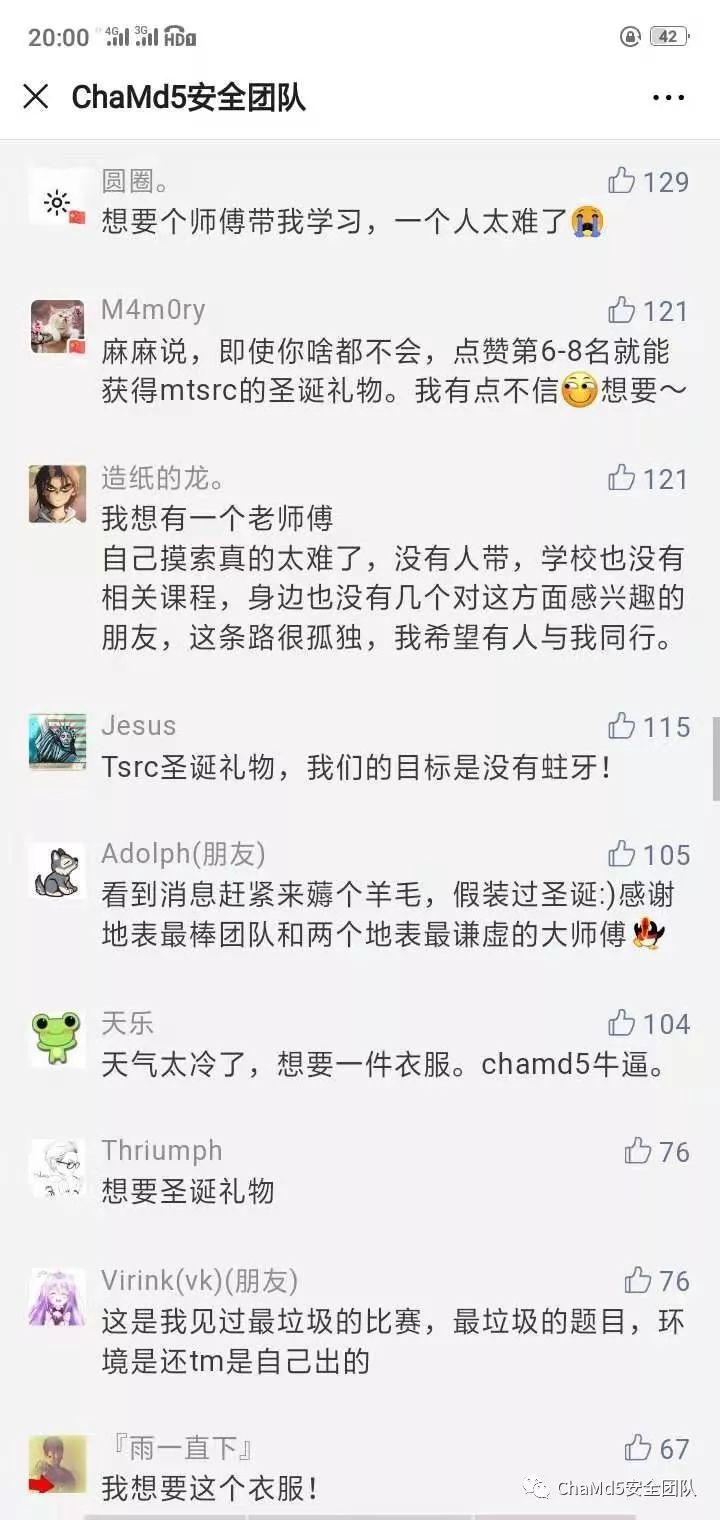 20:00 4G 3G HD
42
ChaMd5安全团队
圆圈。 129
想要个师傅带我学习，一个人太难了
M4m0ry 121
麻麻说，即使你啥都不会，点赞第6-8名就能
获得mtsrc的圣诞礼物。我有点不信想要～
造纸的龙。 121
我想有一个老师傅
自己摸索真的太难了，没有人带，学校也没有
相关课程，身边也没有几个对这方面感兴趣的
朋友，这条路很孤独，我希望有人与我同行。
Jesus 115
Tsrc圣诞礼物，我们的目标是没有蛀牙！
Adolph(朋友) 105
看到消息赶紧来薅个羊毛，假装过圣诞:)感谢
地表最棒团队和两个地表最谦虚的大师傅
天乐 104
天气太冷了，想要一件衣服。chamd5牛逼。
Thriumph 76
想要圣诞礼物
Virink(vk)(朋友) 76
这是我见过最垃圾的比赛，最垃圾的题目，环
境是还tm是自己出的
『雨一直下』 67
我想要这个衣服！
ChaMd5安全团队